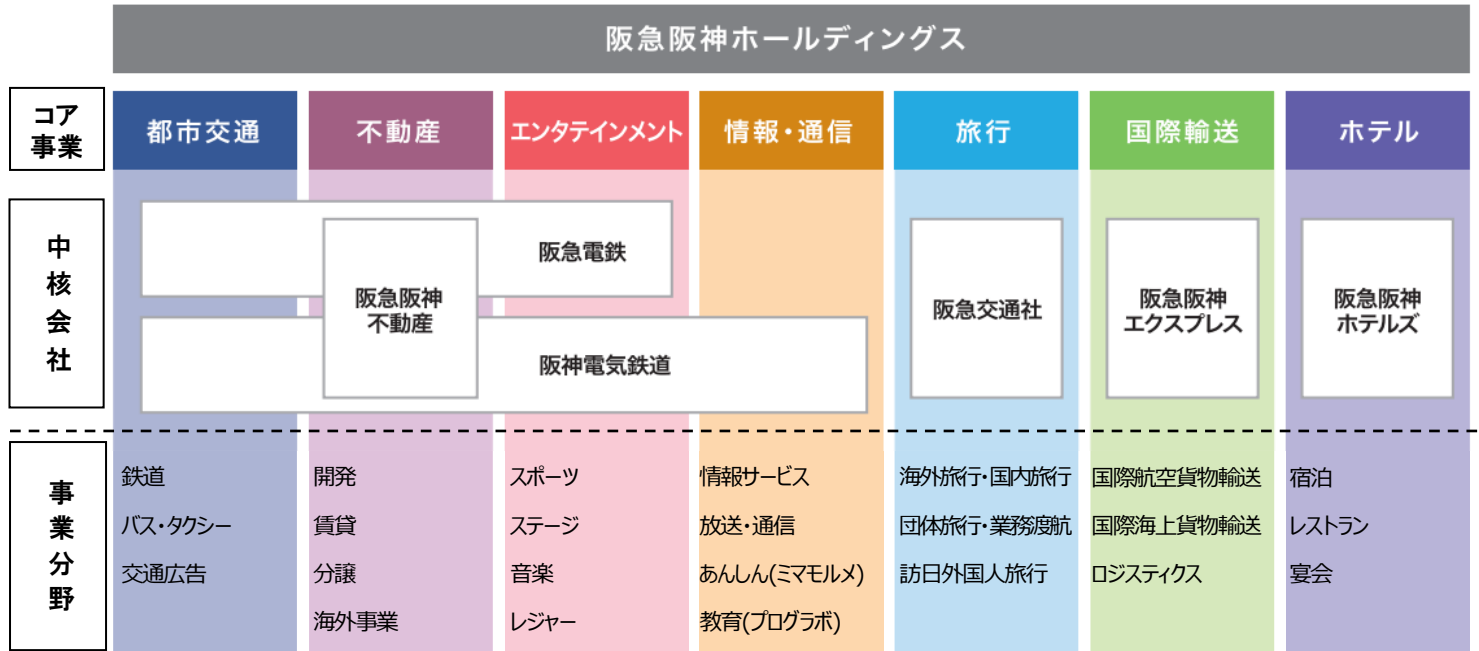 阪急阪神ホールディングス
コア
事業
都市交通
不動産
エンタテインメント
情報・通信
旅行
国際輸送
ホテル
中核会社
阪急電鉄
阪急阪神
不動産
阪神電気鉄道
阪急交通社
阪急阪神
エクスプレス
阪急阪神
ホテルズ
事業分野
鉄道
バス・タクシー
交通広告
開発
賃貸
分譲
海外事業
スポーツ
ステージ
音楽
レジャー
情報サービス
放送・通信
あんしん(ミマモルメ)
教育(プログラボ)
海外旅行・国内旅行
団体旅行・業務渡航
訪日外国人旅行
国際航空貨物輸送
国際海上貨物輸送
ロジスティクス
宿泊
レストラン
宴会